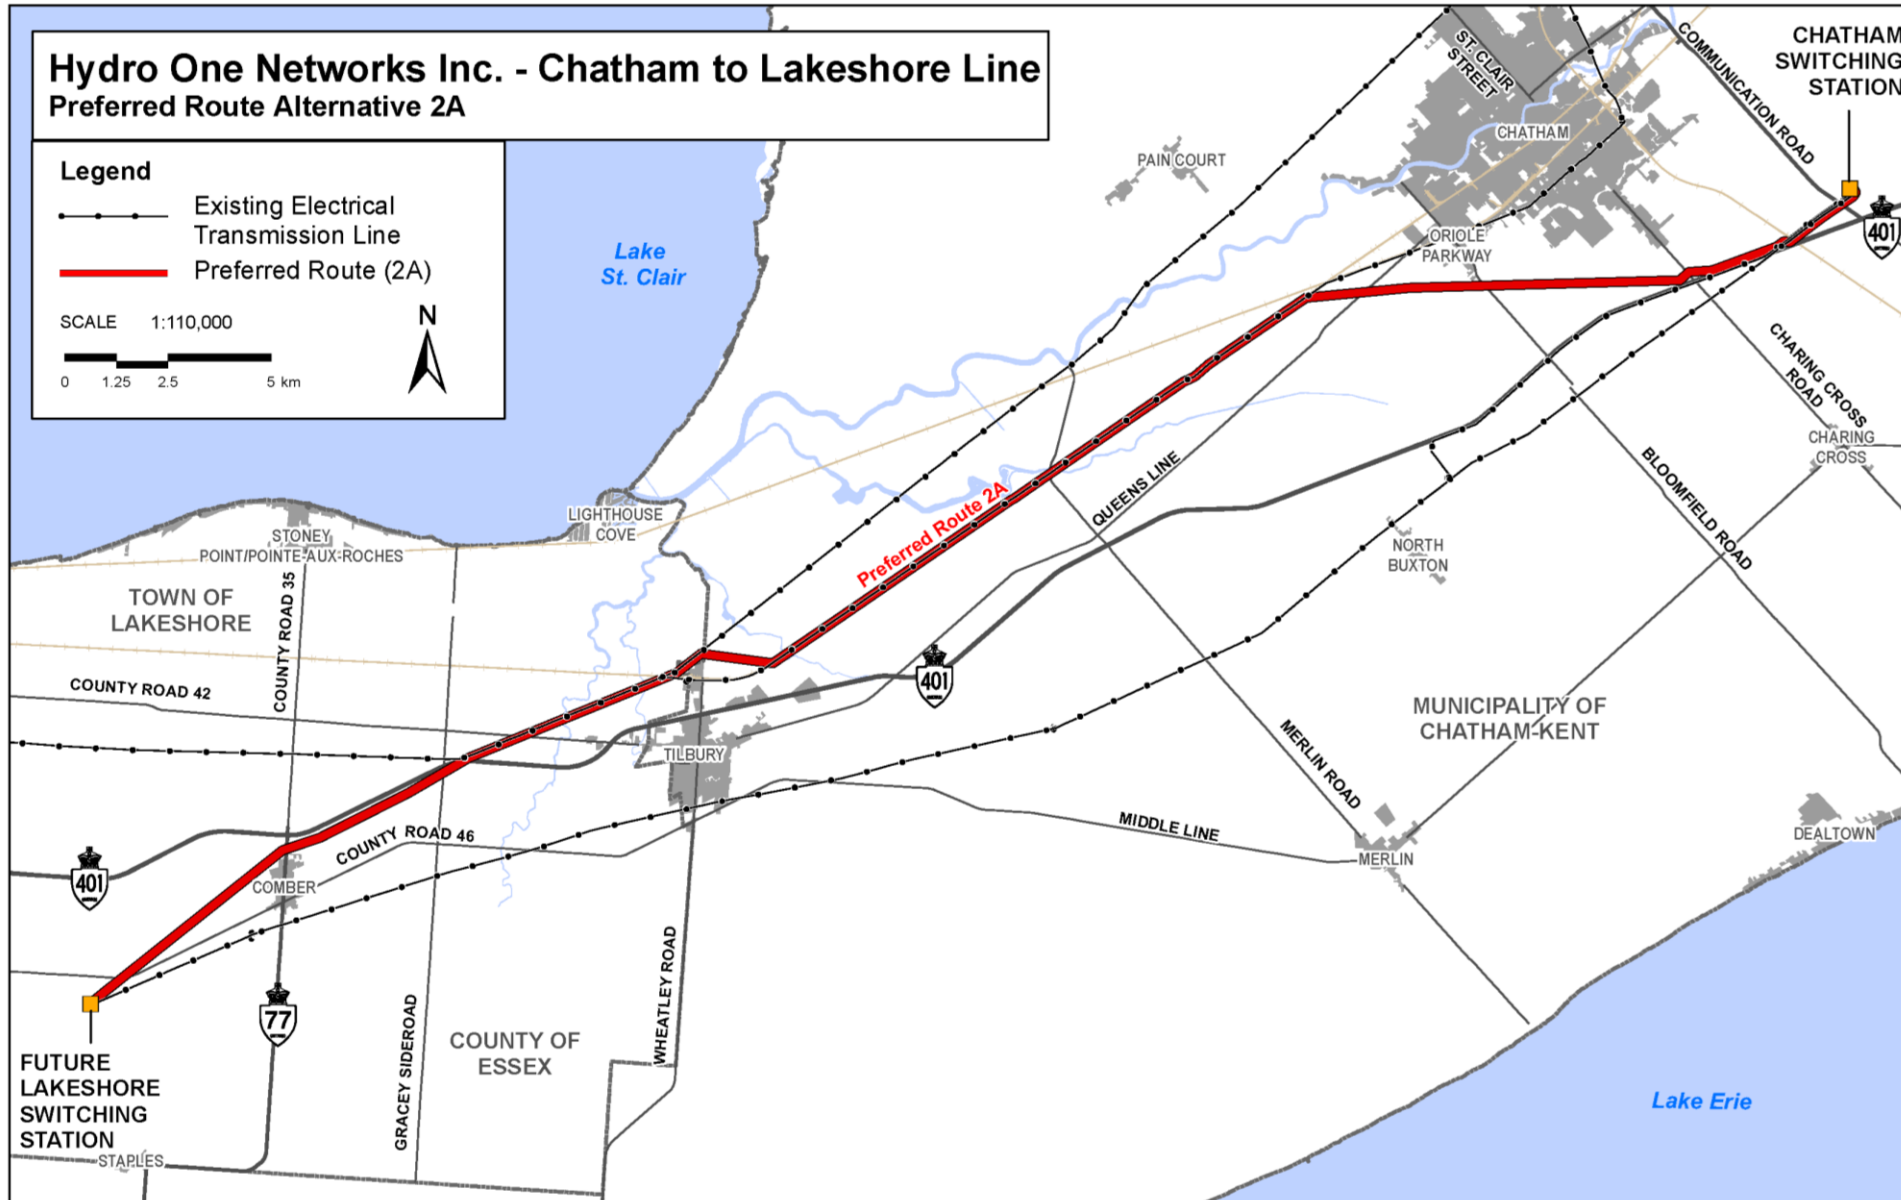 Hydro One Networks Inc. - Chatham to Lakeshore Line
Preferred Route Alternative 2A
Legend
Existing Electrical
Transmission Line
Preferred Route (2A)
SCALE 1:110,000
0 1.25 2.5 5 km
N
Lake
St. Clair
PAIN COURT
ST. CLAIR
STREET
CHATHAM
COMMUNICATION ROAD
CHATHAM
SWITCHING
STATION
401
ORIOLE
PARKWAY
CHARING CROSS
ROAD
CHARING
CROSS
BLOOMFIELD ROAD
QUEENS LINE
Preferred Route 2A
NORTH
BUXTON
LIGHTHOUSE
COVE
STONEY
POINT/POINTE-AUX-ROCHES
TOWN OF
LAKESHORE
COUNTY ROAD 35
COUNTY ROAD 42
401
TILBURY
MUNICIPALITY OF
CHATHAM-KENT
MERLIN ROAD
MIDDLE LINE
MERLIN
DEALTOWN
COUNTY ROAD 46
401
COMBER
77
WHEATLEY ROAD
GRACEY SIDEROAD
COUNTY OF
ESSEX
FUTURE
LAKESHORE
SWITCHING
STATION
STAPLES
Lake Erie